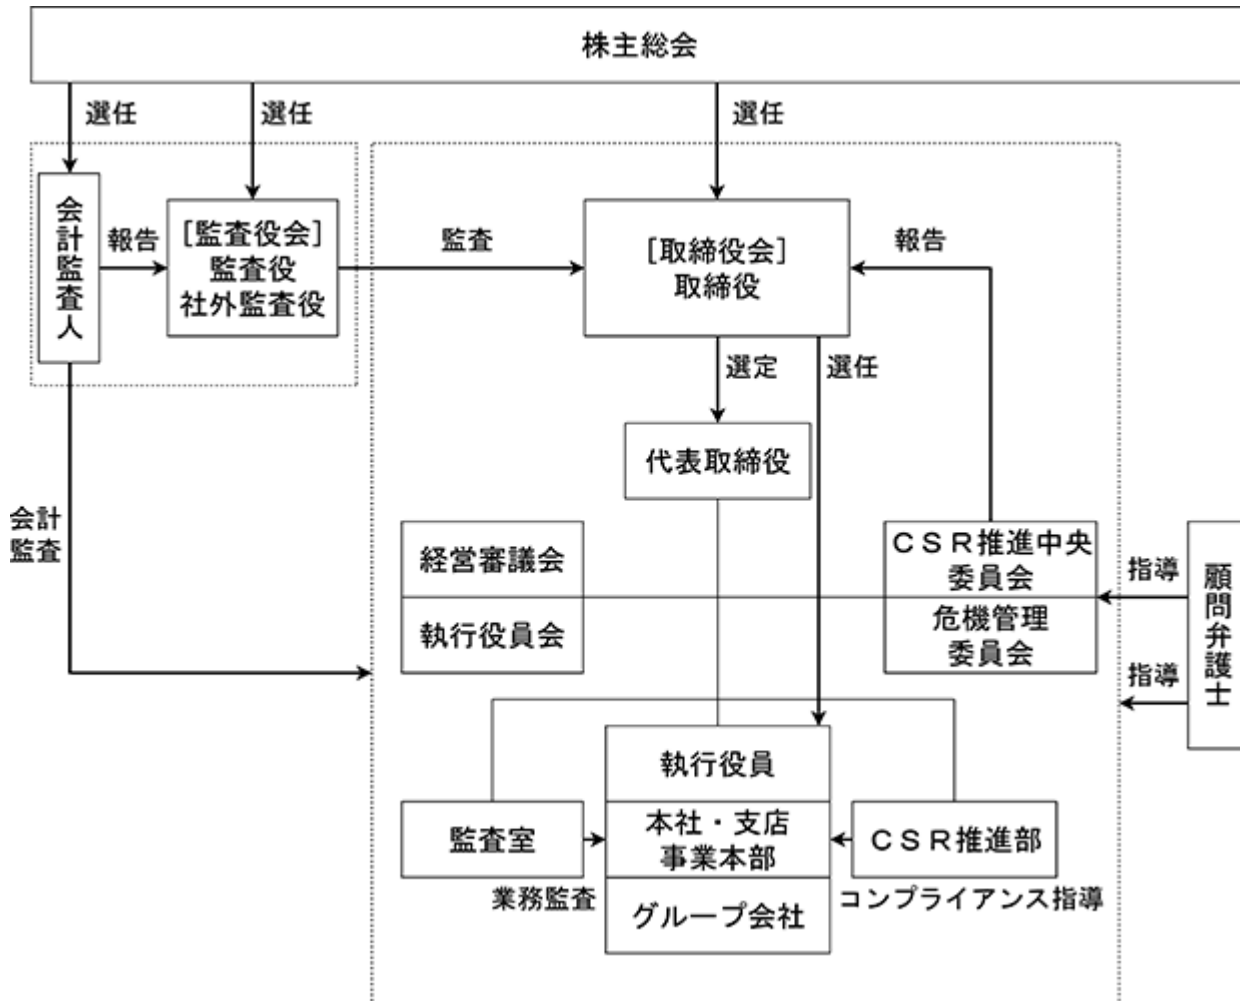 株主総会
選任
選任
選任
会計監査人
報告
［監査役会］
監査役
社外監査役
監査
［取締役会］
取締役
報告
選定
選任
代表取締役
会計
監査
経営審議会
執行役員会
ＣＳＲ推進中央
委員会
危機管理
委員会
指導
指導
顧問弁護士
執行役員
本社・支店
事業本部
グループ会社
監査室
業務監査
ＣＳＲ推進部
コンプライアンス指導